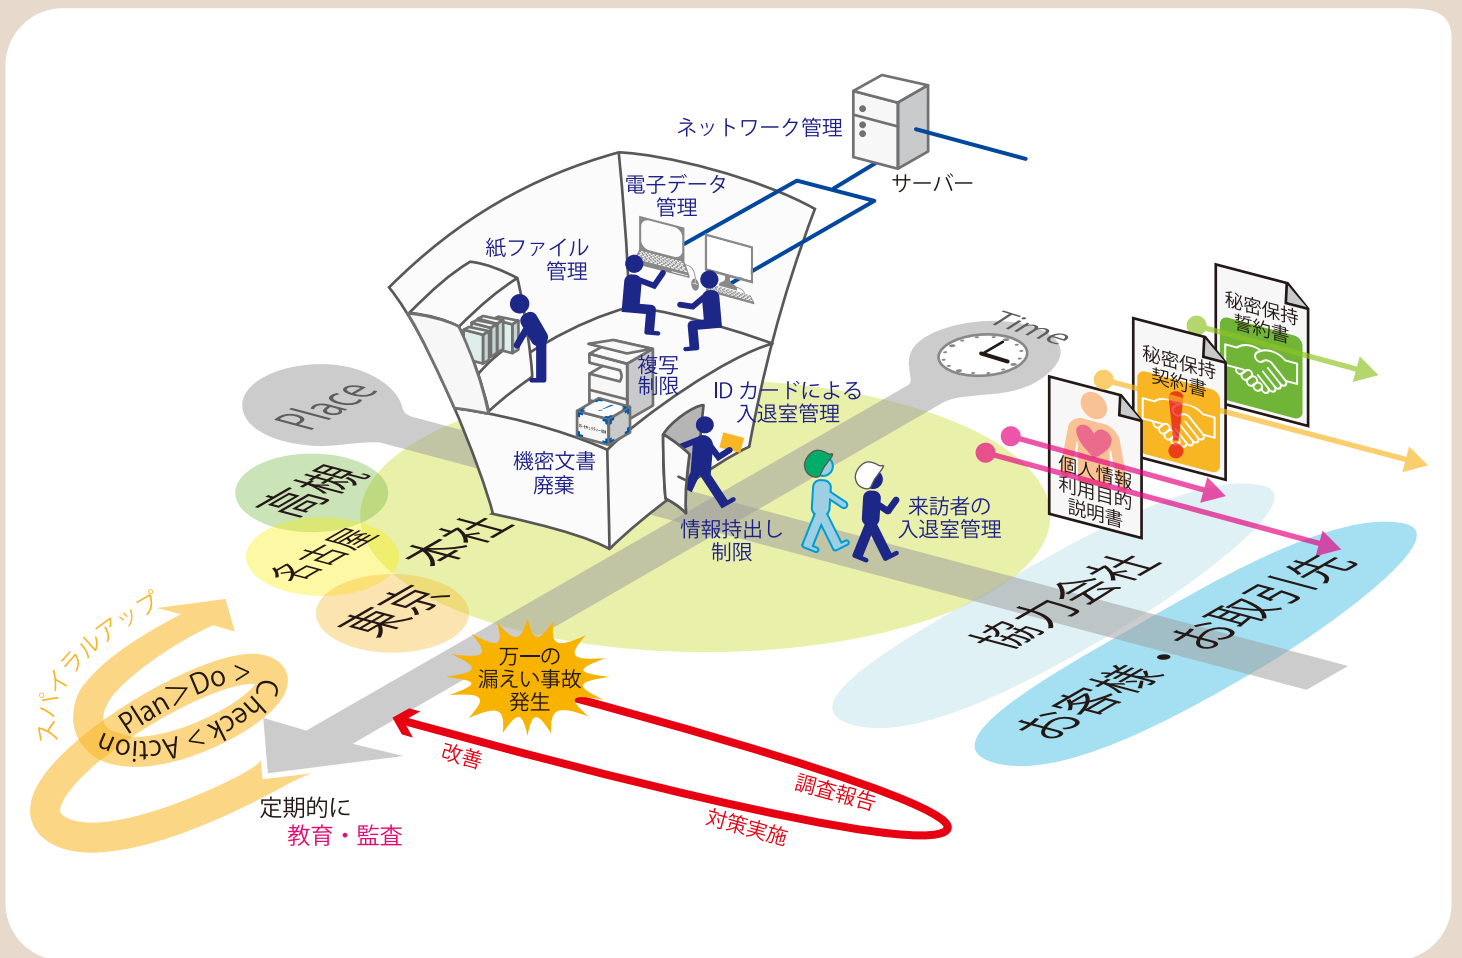 ネットワーク管理
サーバー
電子データ
管理
紙ファイル
管理
複写
制限
IDカードによる
入退室管理
機密文書
廃棄
情報持出し
制限
来訪者の
入退室管理
Time
Place
秘密保持
誓約書
秘密保持
契約書
個人情報
利用目的
説明書
高槻
名古屋
東京
本社
協力会社
お客様・お取引先
万一の
漏えい事故
発生
調査報告
対策実施
改善
スパイラルアップ
Plan>Do>
Check>Action
定期的に
教育・監査